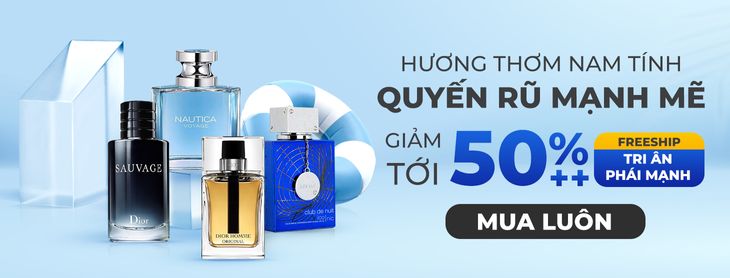 HƯƠNG THƠM NAM TÍNH
QUYẾN RŨ MẠNH MẼ
GIẢM
TỚI
50%++
FREESHIP
TRI ÂN
PHÁI MẠNH
MUA LUÔN
NAUTICA
VOYAGE
SAUVAGE
Dior
DIOR HOMME
ORIGINAL
club de nuit